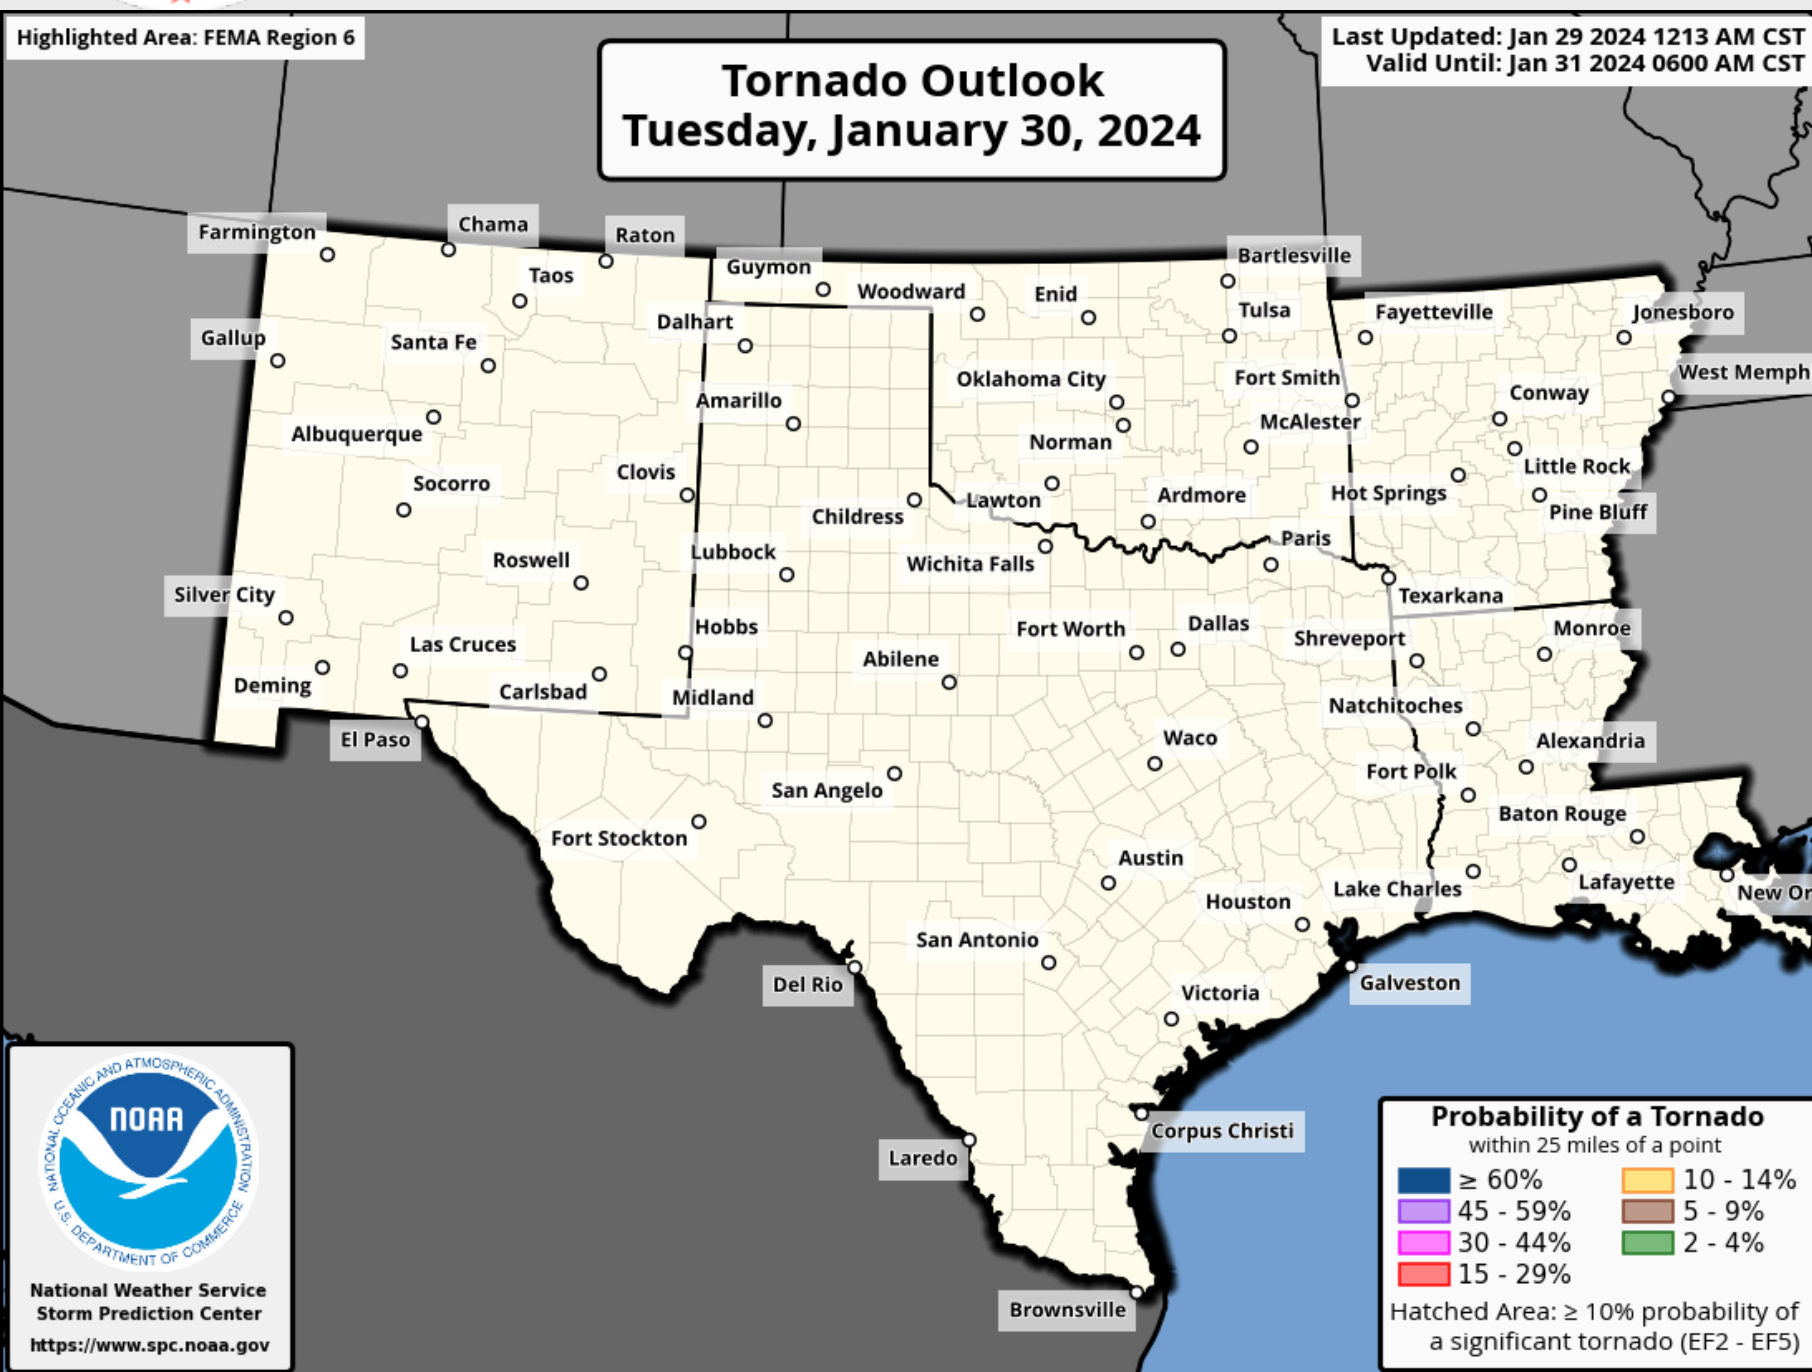 Highlighted Area: FEMA Region 6
Tornado Outlook
Tuesday, January 30, 2024
Last Updated: Jan 29 2024 1213 AM CST
Valid Until: Jan 31 2024 0600 AM CST
Farmington
Chama
Raton
Taos
Guymon
Woodward
Enid
Bartlesville
Tulsa
Fayetteville
Jonesboro
Gallup
Santa Fe
Dalhart
Oklahoma City
Fort Smith
West Memph
Conway
Amarillo
Albuquerque
Norman
McAlester
Socorro
Clovis
Little Rock
Childress
Lawton
Ardmore
Hot Springs
Pine Bluff
Roswell
Lubbock
Wichita Falls
Paris
Silver City
Texarkana
Las Cruces
Hobbs
Fort Worth
Dallas
Shreveport
Monroe
Deming
Carlsbad
Midland
Abilene
Natchitoches
El Paso
Waco
Alexandria
San Angelo
Fort Polk
Fort Stockton
Baton Rouge
Austin
Houston
Lake Charles
Lafayette
New Or
San Antonio
Del Rio
Galveston
Victoria
Corpus Christi
Laredo
Brownsville
NATIONAL OCEANIC AND ATMOSPHERIC ADMINISTRATION
NOAA
U.S. DEPARTMENT OF COMMERCE
National Weather Service
Storm Prediction Center
https://www.spc.noaa.gov
Probability of a Tornado
within 25 miles of a point
≥ 60%
45 - 59%
30 - 44%
15 - 29%
10 - 14%
5 - 9%
2 - 4%
Hatched Area: ≥ 10% probability of
a significant tornado (EF2 - EF5)